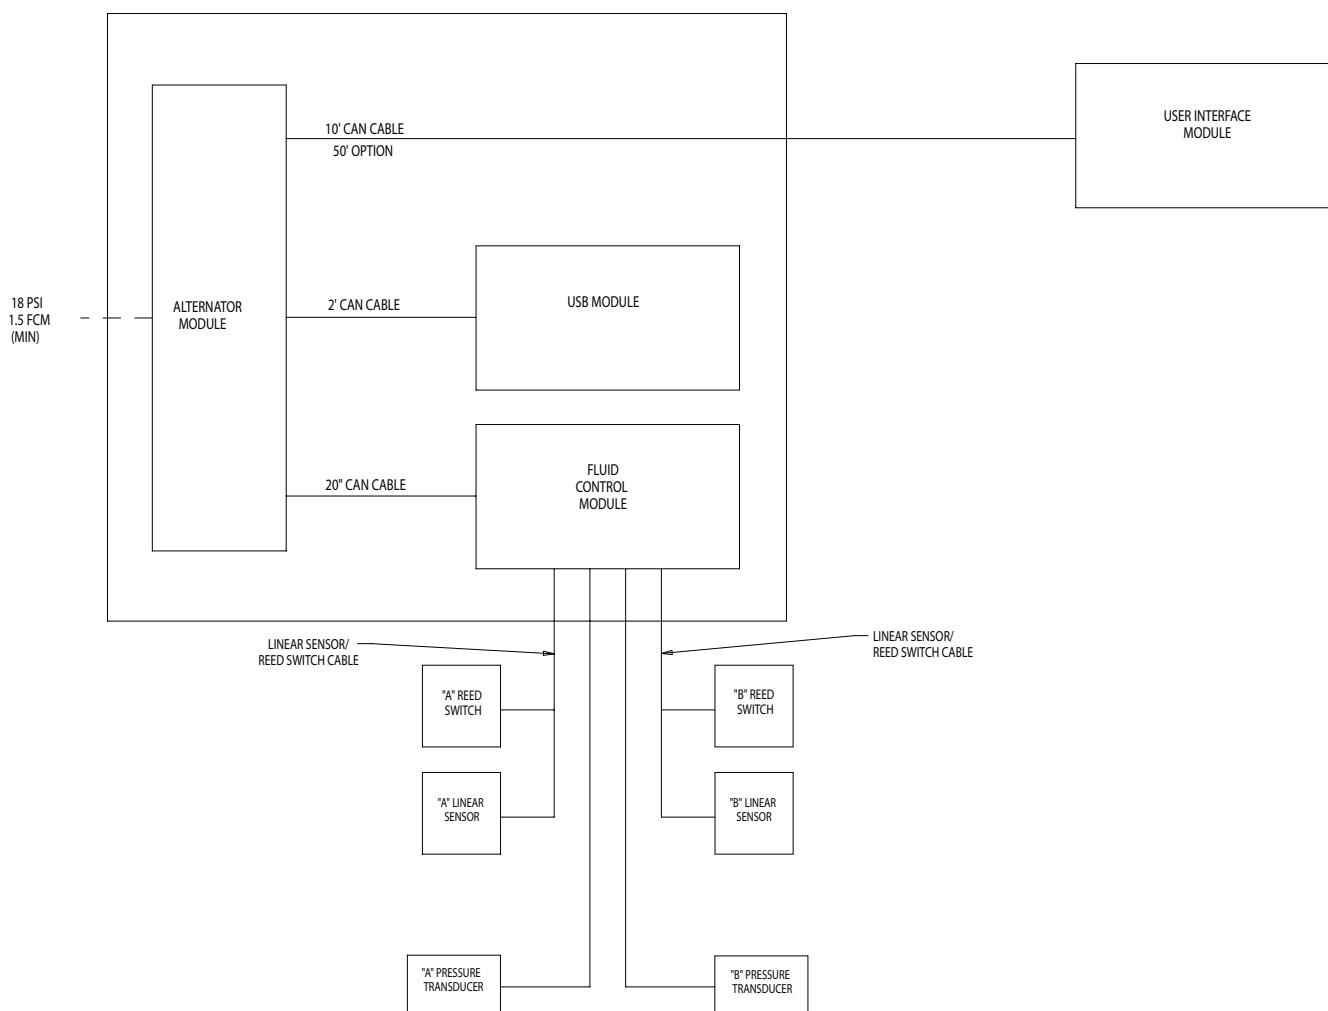 10' CAN CABLE
50' OPTION
USER INTERFACE
MODULE
18 PSI
1.5 FCM
(MIN)
ALTERNATOR
MODULE
2' CAN CABLE
USB MODULE
20" CAN CABLE
FLUID
CONTROL
MODULE
LINEAR SENSOR/
REED SWITCH CABLE
LINEAR SENSOR/
REED SWITCH CABLE
"A" REED
SWITCH
"B" REED
SWITCH
"A" LINEAR
SENSOR
"B" LINEAR
SENSOR
"A" PRESSURE
TRANSDUCER
"B" PRESSURE
TRANSDUCER